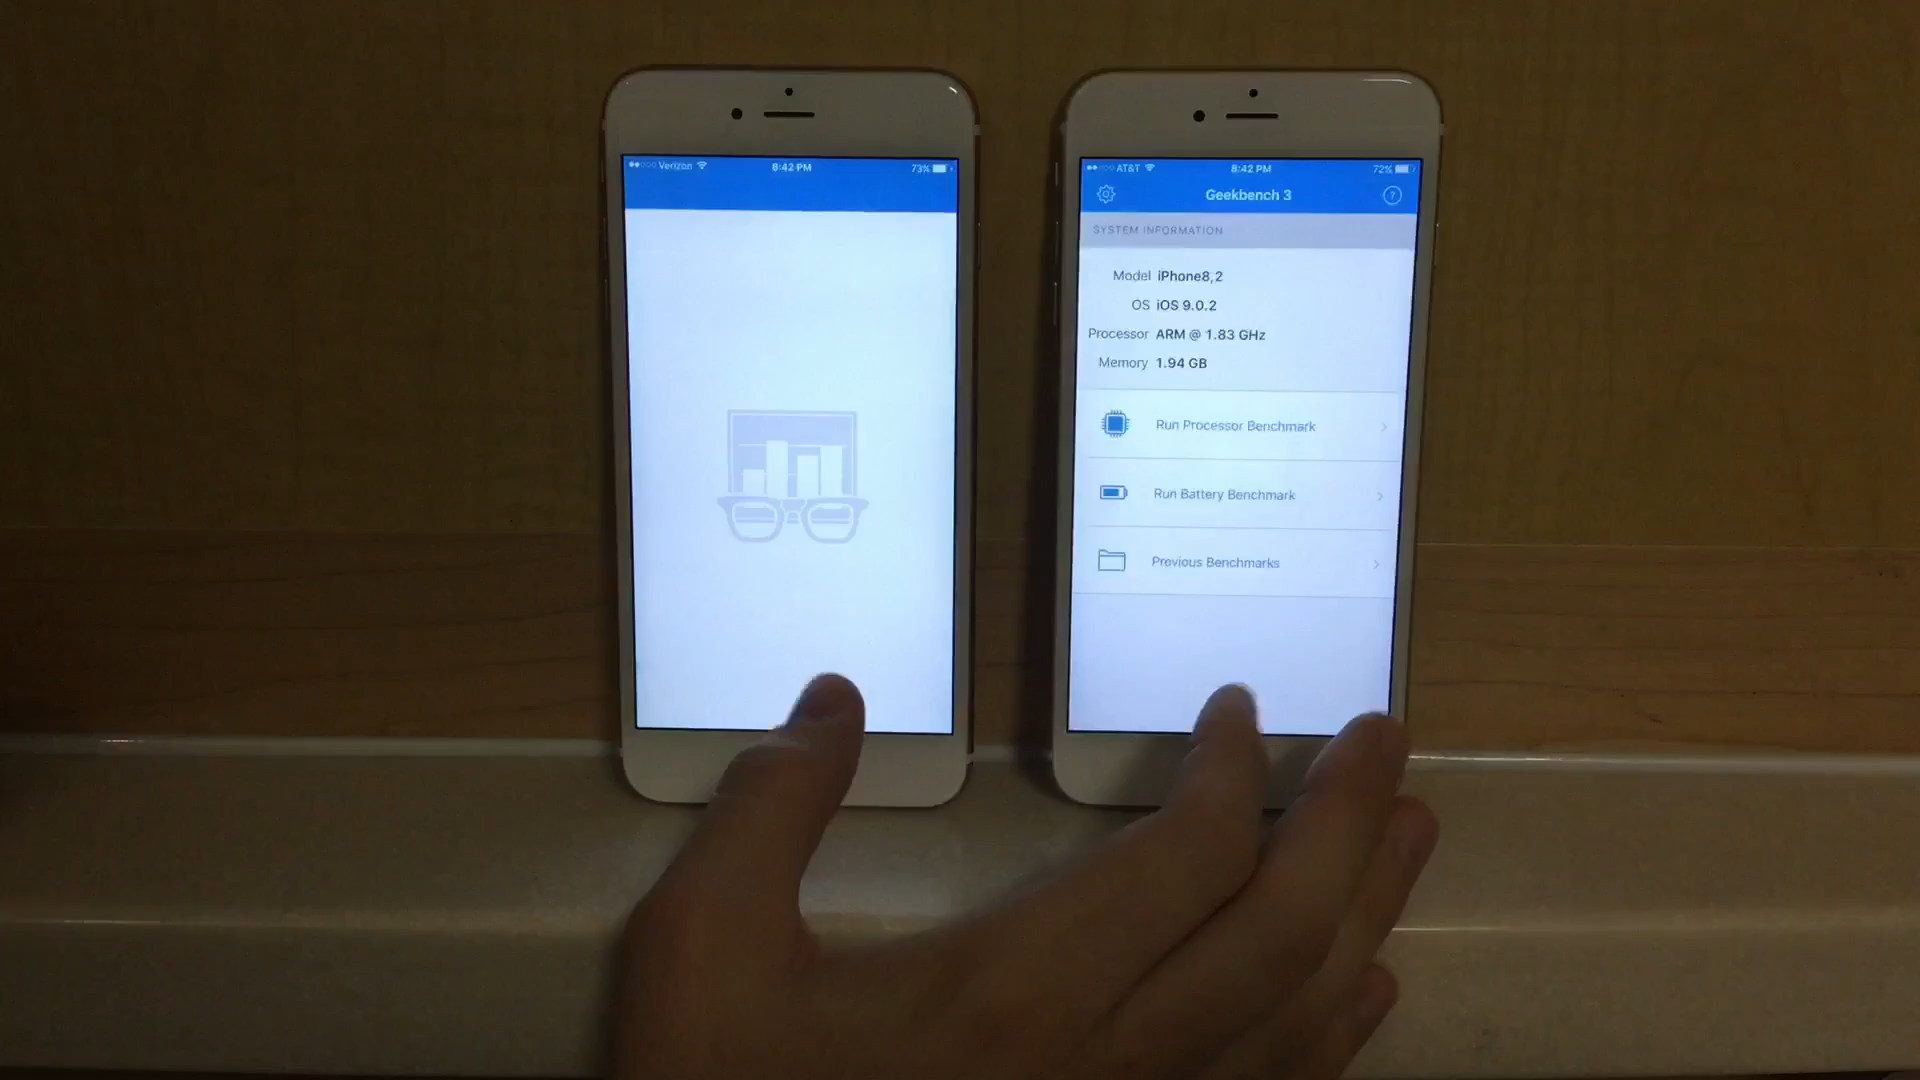 Verizon 8:42 PM 73%
AT&T 8:42 PM 72%
Geekbench 3 ?
SYSTEM INFORMATION
Model iPhone8,2
OS iOS 9.0.2
Processor ARM @ 1.83 GHz
Memory 1.94 GB
Run Processor Benchmark
Run Battery Benchmark
Previous Benchmarks